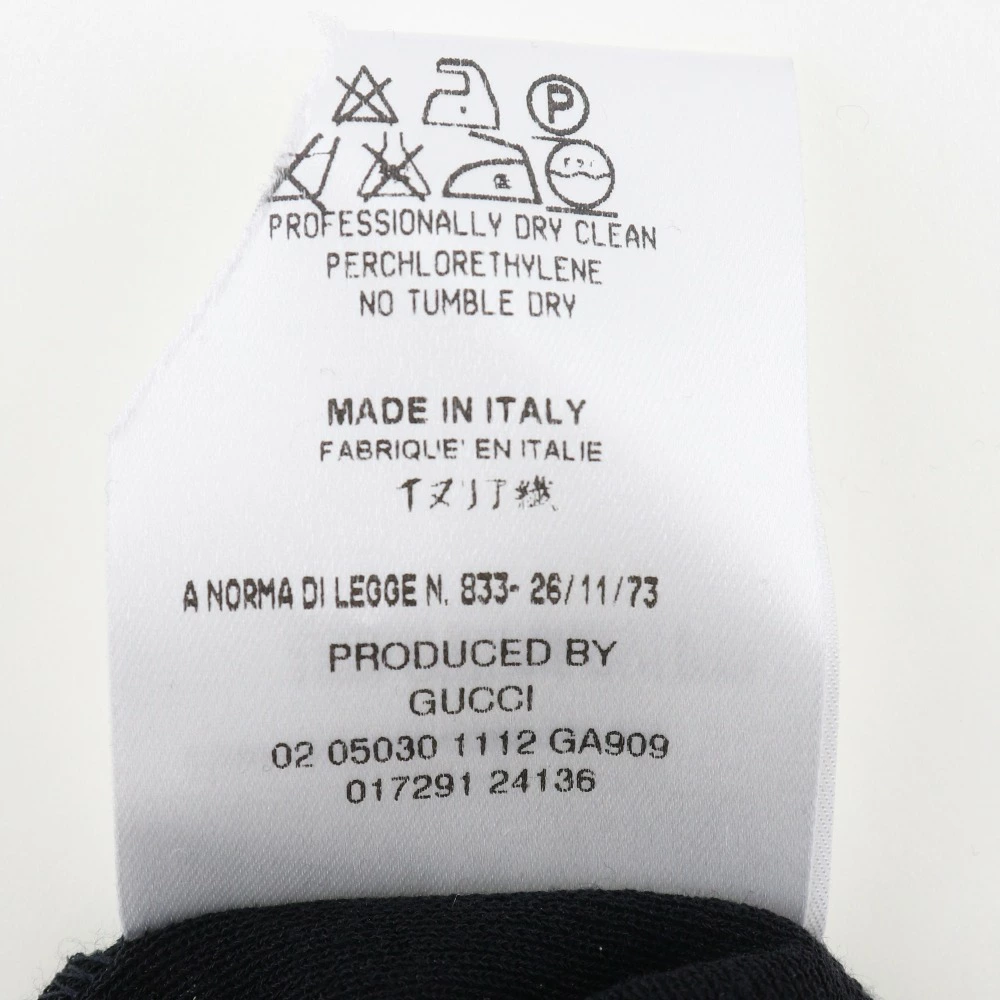 P
PROFESSIONALLY DRY CLEAN
PERCHLORETHYLENE
NO TUMBLE DRY
MADE IN ITALY
FABRIQUE' EN ITALIE
A NORMA DI LEGGE N. 833- 26/11/73
PRODUCED BY
GUCCI
02 05030 1112 GA909
017291 24136